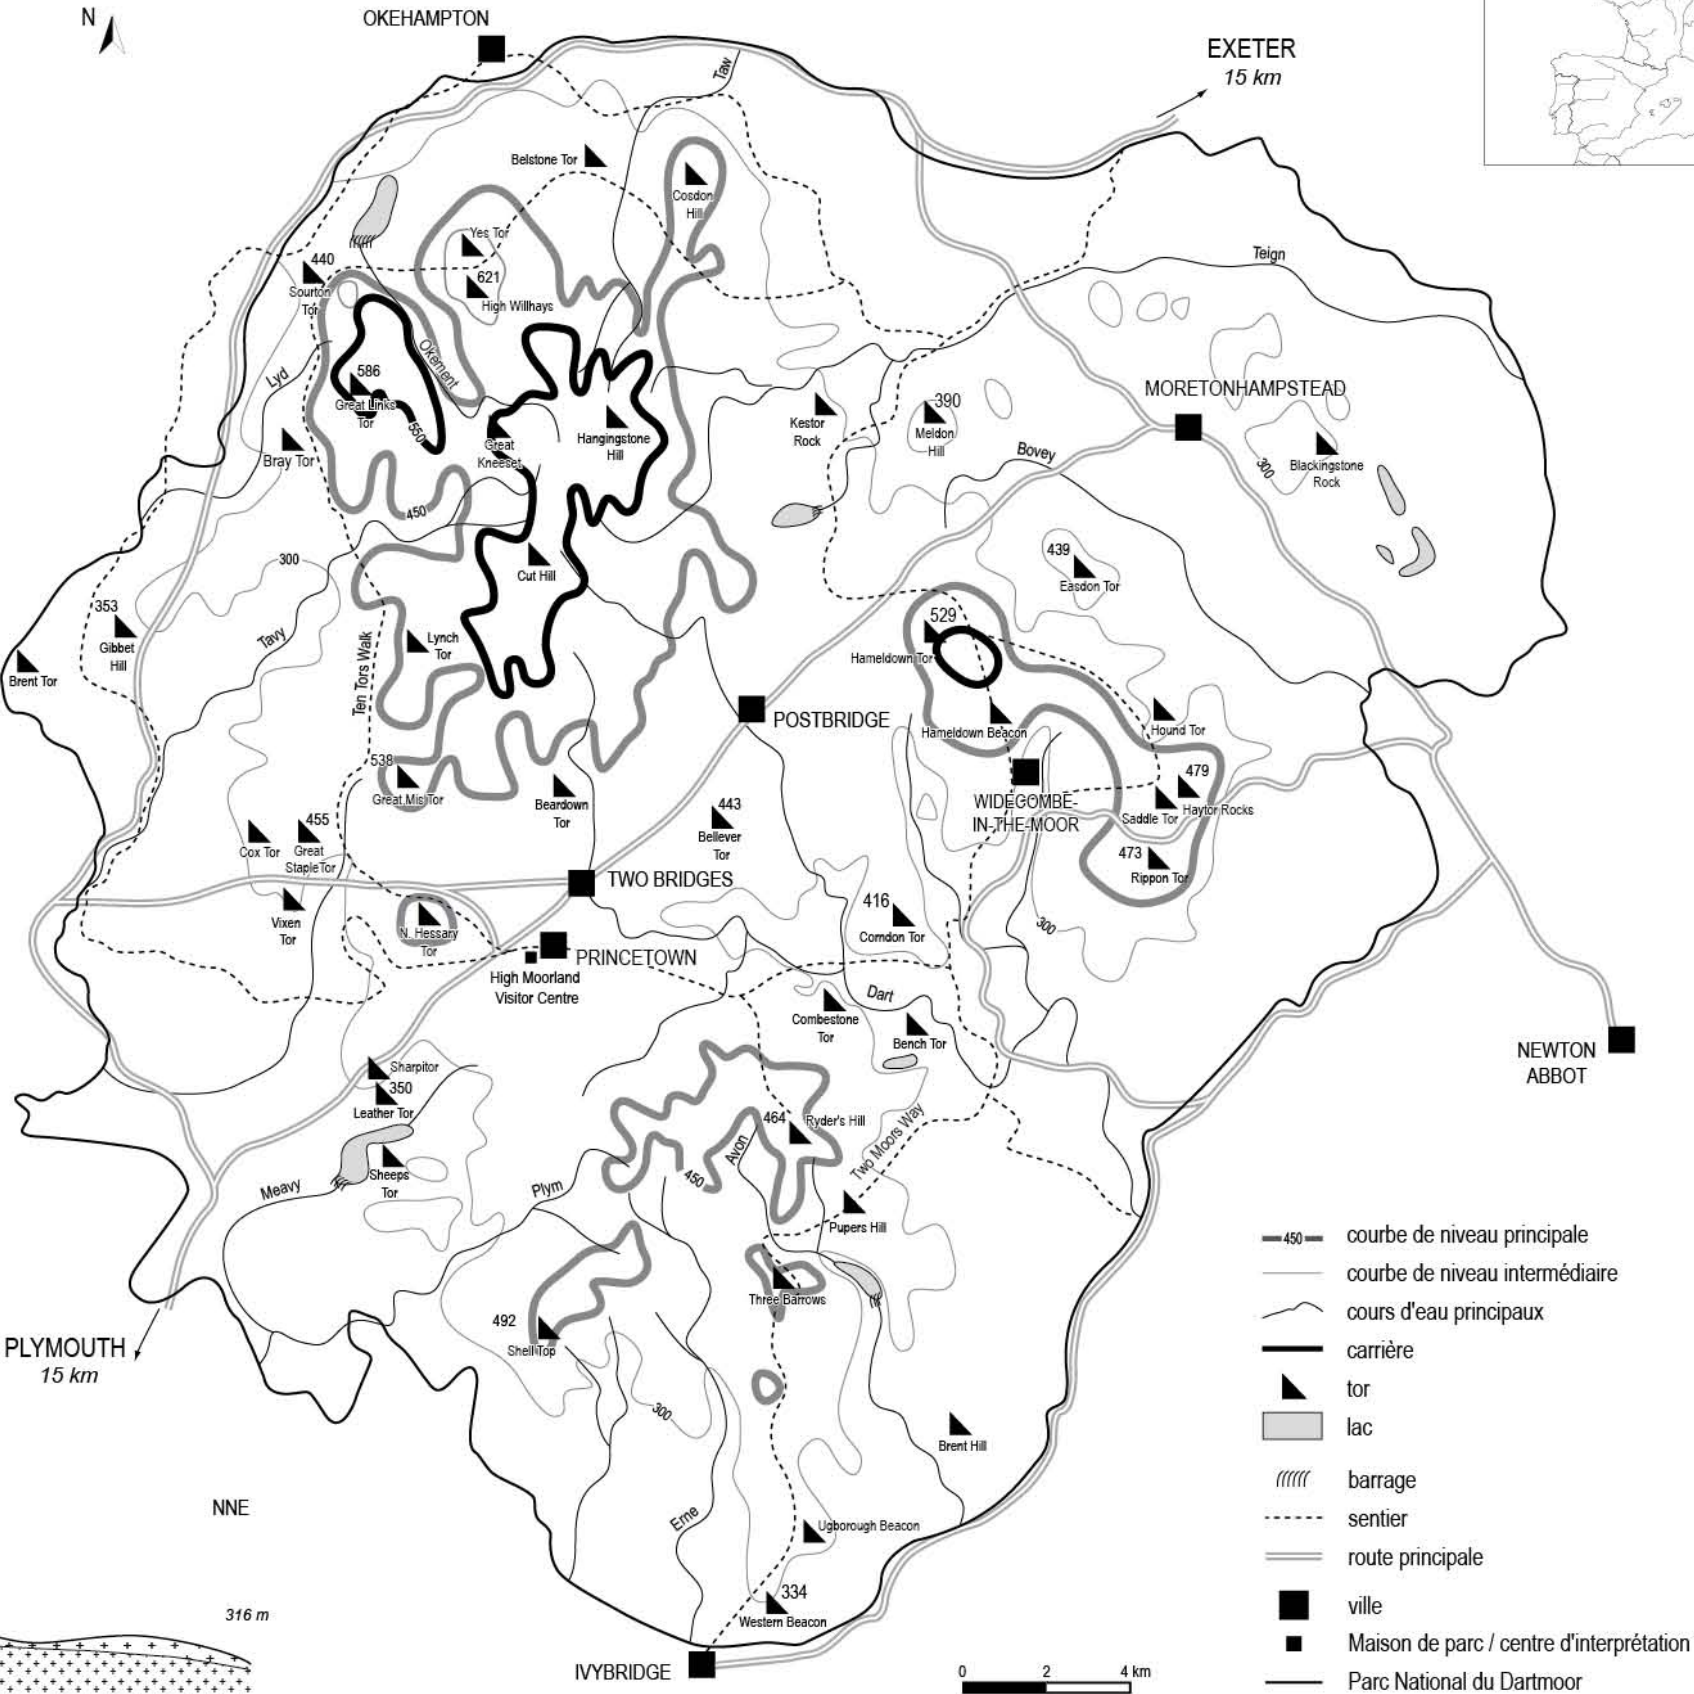 N
OKEHAMPTON
EXETER
15 km
Taw
Belstone Tor
Cosdon
Hill
Yes Tor
621
High Willhays
440
Sourton
Tor
Teign
Okement
Lyd
586
Great Links
Tor
550
Great
Kneeset
Hangingstone
Hill
Kestor
Rock
390
Meldon
Hill
MORETONHAMPSTEAD
Bray Tor
Bovey
300
Blackingstone
Rock
450
300
Cut Hill
439
Easdon Tor
353
Gibbet
Hill
Brent Tor
Tavy
Ten Tors Walk
Lynch
Tor
529
Hameldown Tor
POSTBRIDGE
Hameldown Beacon
Hound Tor
538
Great Mis Tor
Beardown
Tor
443
Bellever
Tor
WIDECOMBE-
IN-THE-MOOR
479
Haytor Rocks
Saddle Tor
473
Rippon Tor
Cox Tor
455
Great
Staple Tor
TWO BRIDGES
Vixen
Tor
N. Hessary
Tor
416
Corndon Tor
300
PRINCETOWN
High Moorland
Visitor Centre
Dart
Combestone
Tor
Bench Tor
NEWTON
ABBOT
Sharpitor
350
Leather Tor
464
Ryder's Hill
Avon
Two Moors Way
450
Sheeps
Tor
Meavy
Plym
Pupers Hill
Three Barrows
492
Shell Top
PLYMOUTH
15 km
300
Brent Hill
Erne
Ugborough Beacon
334
Western Beacon
IVYBRIDGE
NNE
316 m
0 2 4 km
450 courbe de niveau principale
courbe de niveau intermédiaire
cours d'eau principaux
carrière
tor
lac
barrage
sentier
route principale
ville
Maison de parc / centre d'interprétation
Parc National du Dartmoor